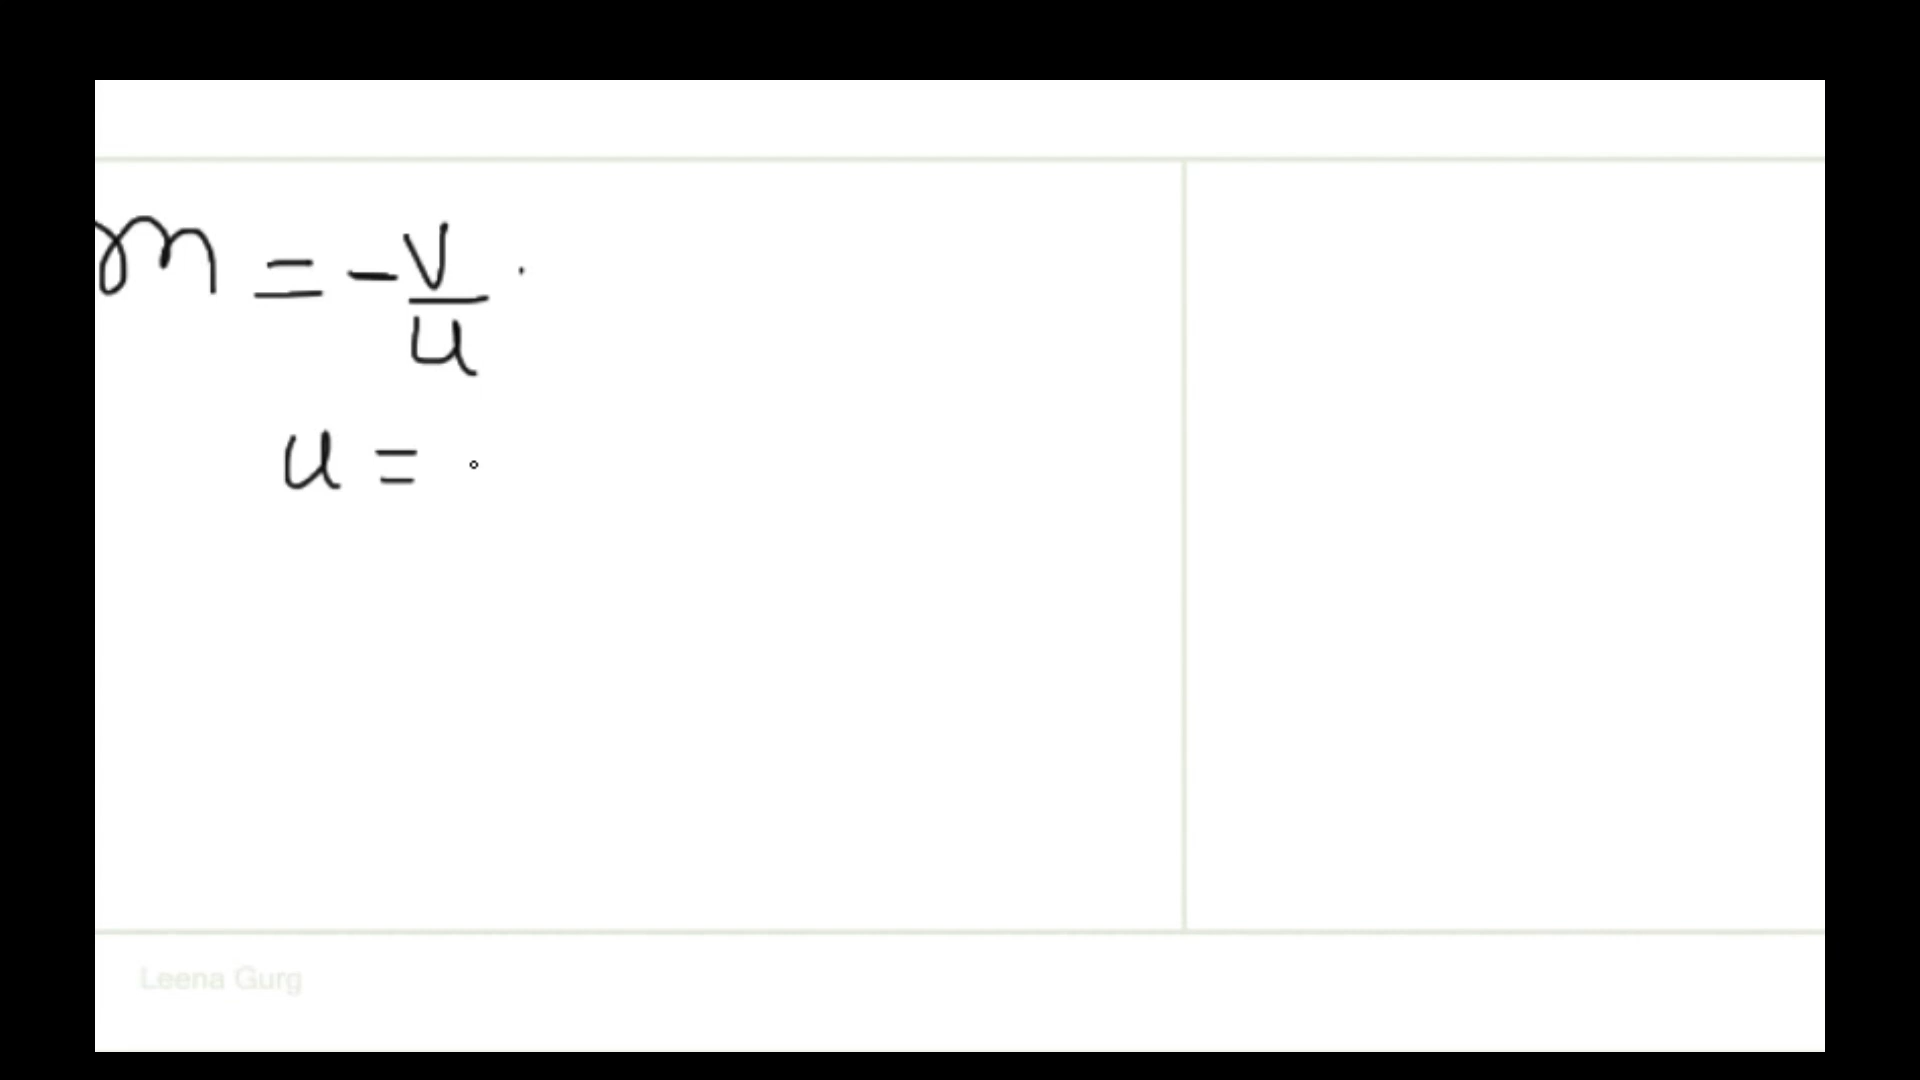 m = -v/u
u =
Leena Gurg